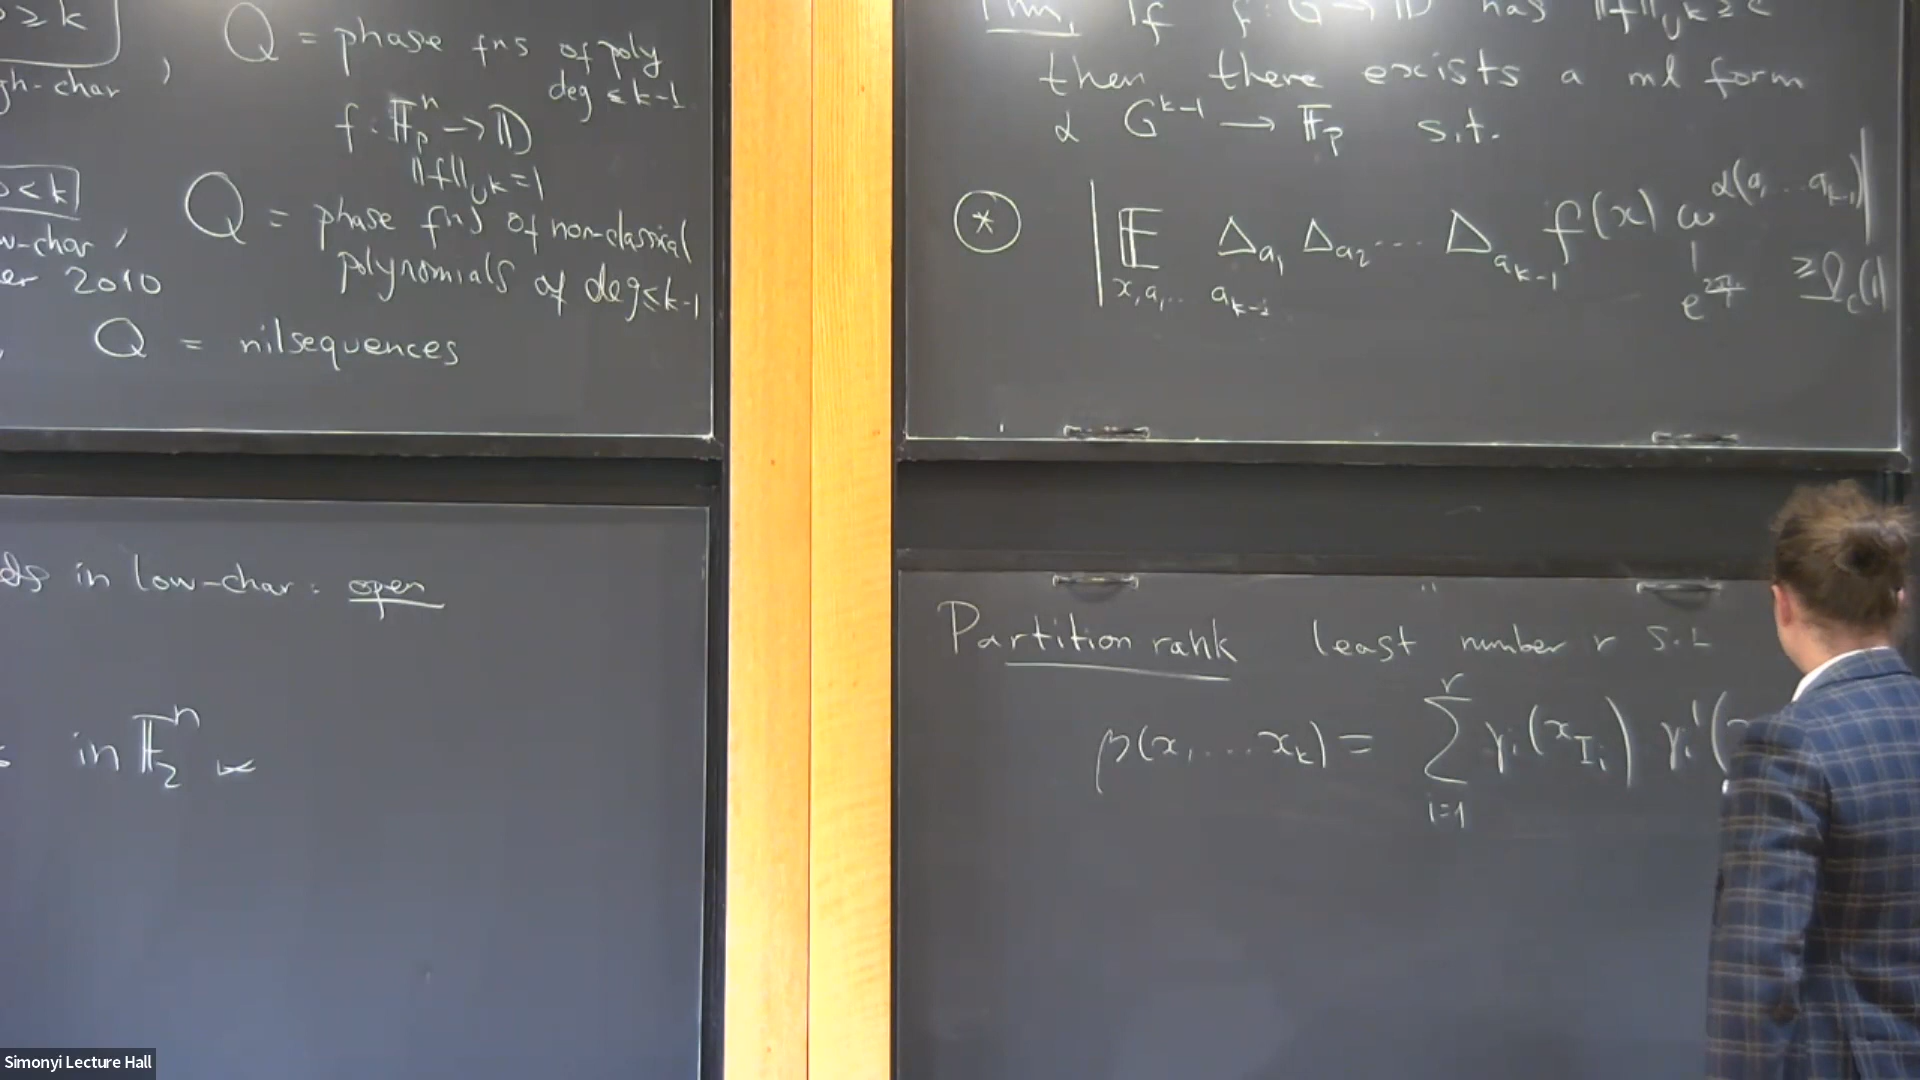 ≥ k
Q = phase fns of poly
deg ≤ k-1
gh-char ,
f : 𝔽_p^n → 𝔻
‖f‖_{U^k} = 1
p < k
Q = phase fns of non-classical
polynomials of deg ≤ k-1
w-char,
er 2010
Q = nilsequences
ds in low-char : open
in 𝔽_2^n
Thm. If f : G → 𝔻 has ‖f‖_{U^k} ≥ c
then there exists a ml form
α G^{k-1} → 𝔽_p s.t.
(*) | 𝔼_{x, a_1 ... a_{k-1}} Δ_{a_1} Δ_{a_2} ... Δ_{a_{k-1}} f(x) ω^{α(a_1 ... a_{k-1})} | ≥ Ω_c(1)
Partition rank least number r s.t
β(x_1 ... x_k) = Σ_{i=1}^r γ_i(x_{I_i}) γ_i'(x
Simonyi Lecture Hall